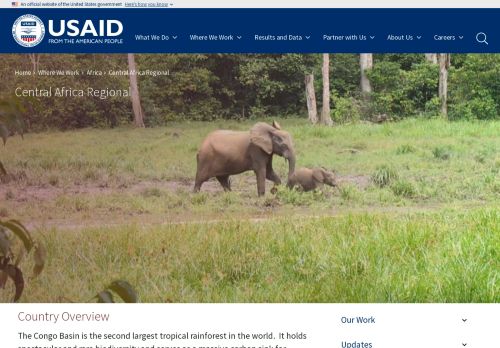 An official website of the United States government Here's how you know
USAID
FROM THE AMERICAN PEOPLE
What We Do Where We Work Results and Data Partner with Us About Us Careers
Home Where We Work Africa Central Africa Regional
Central Africa Regional
Country Overview
The Congo Basin is the second largest tropical rainforest in the world. It holds
Our Work
Updates